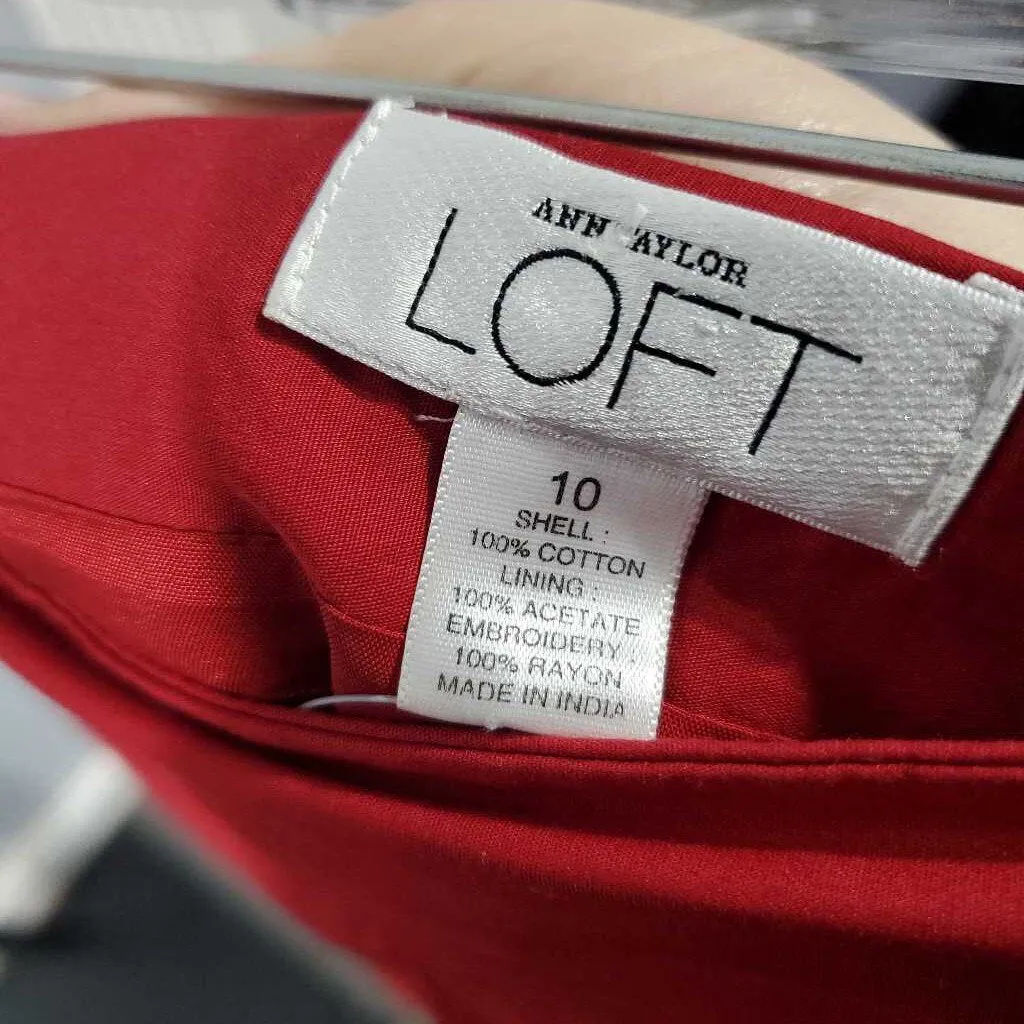 ANN TAYLOR
LOFT
10
SHELL :
100% COTTON
LINING :
100% ACETATE
EMBROIDERY :
100% RAYON
MADE IN INDIA